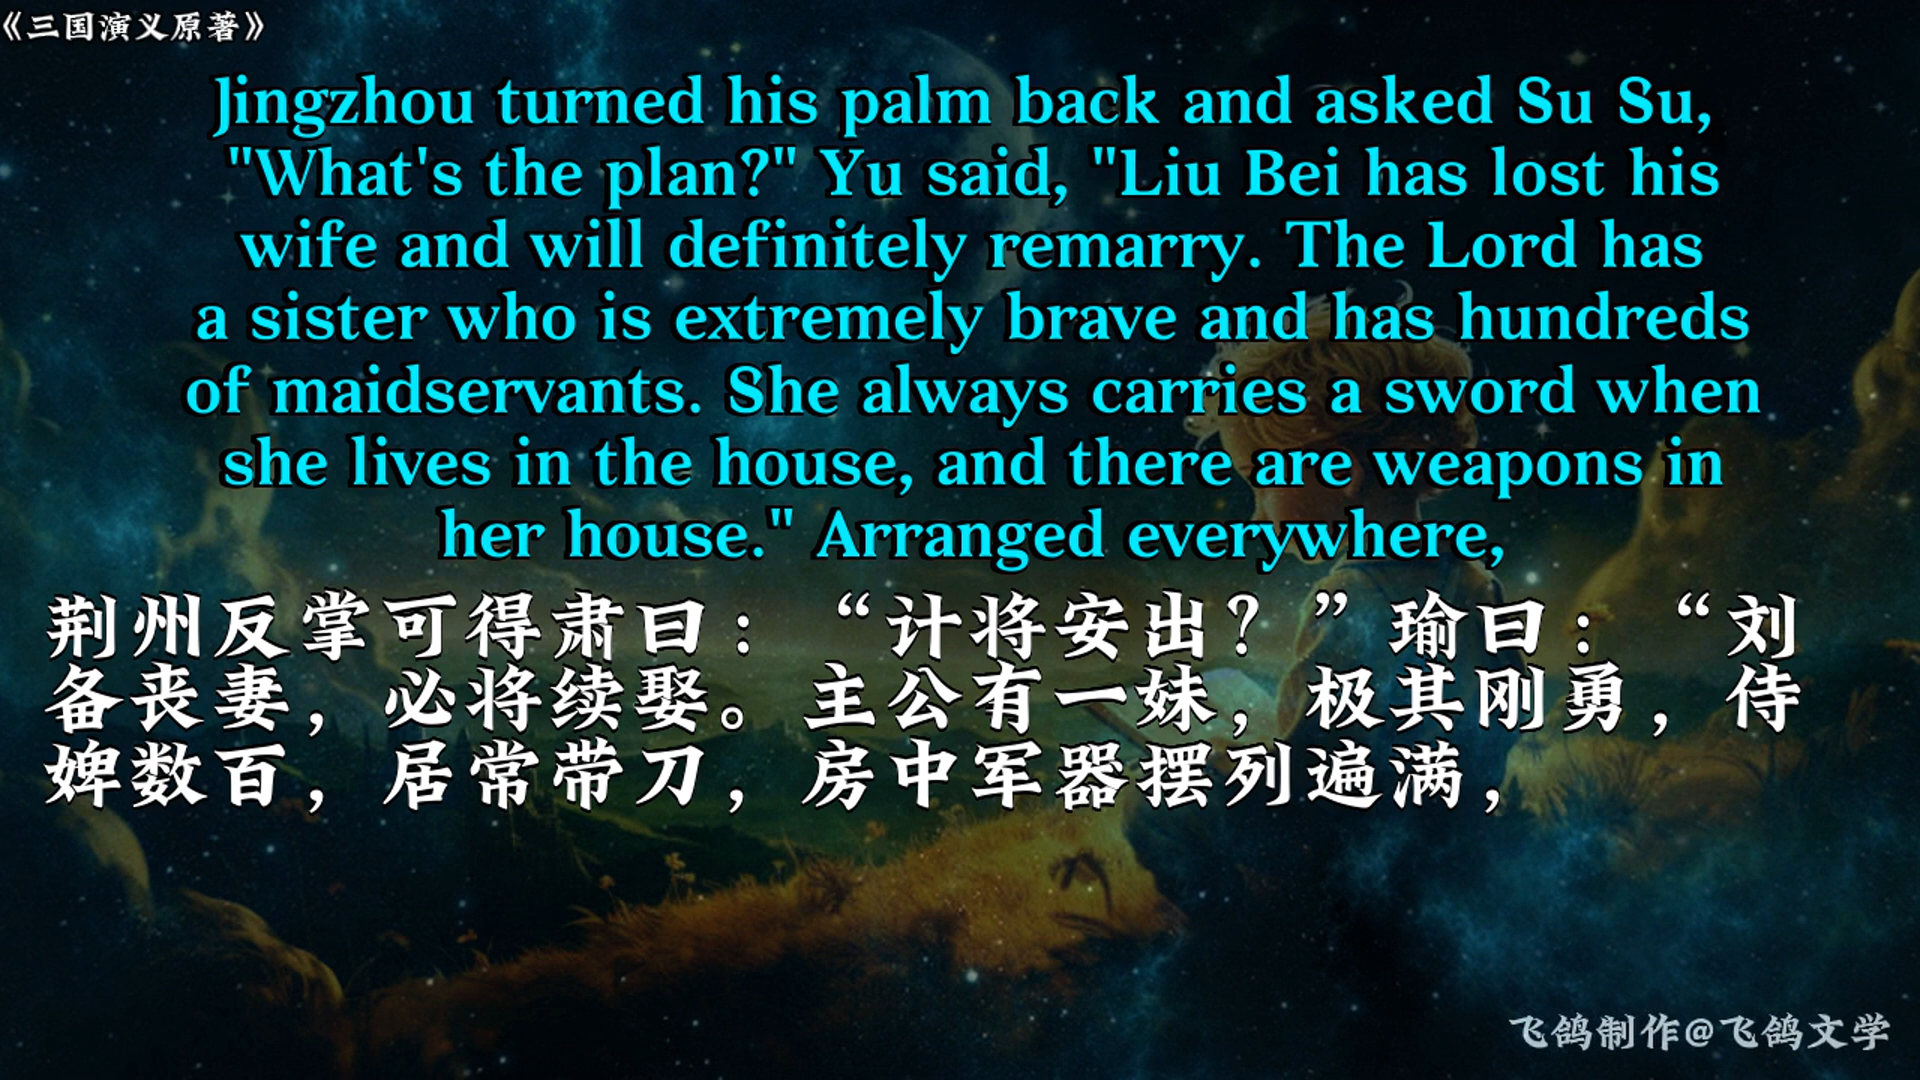 《三国演义原著》
Jingzhou turned his palm back and asked Su Su,
"What's the plan?" Yu said, "Liu Bei has lost his
wife and will definitely remarry. The Lord has
a sister who is extremely brave and has hundreds
of maidservants. She always carries a sword when
she lives in the house, and there are weapons in
her house." Arranged everywhere,
荆州反掌可得肃曰：“计将安出？”瑜曰：“刘
备丧妻，必将续娶。主公有一妹，极其刚勇，侍
婢数百，居常带刀，房中军器摆列遍满，
飞鸽制作@飞鸽文学